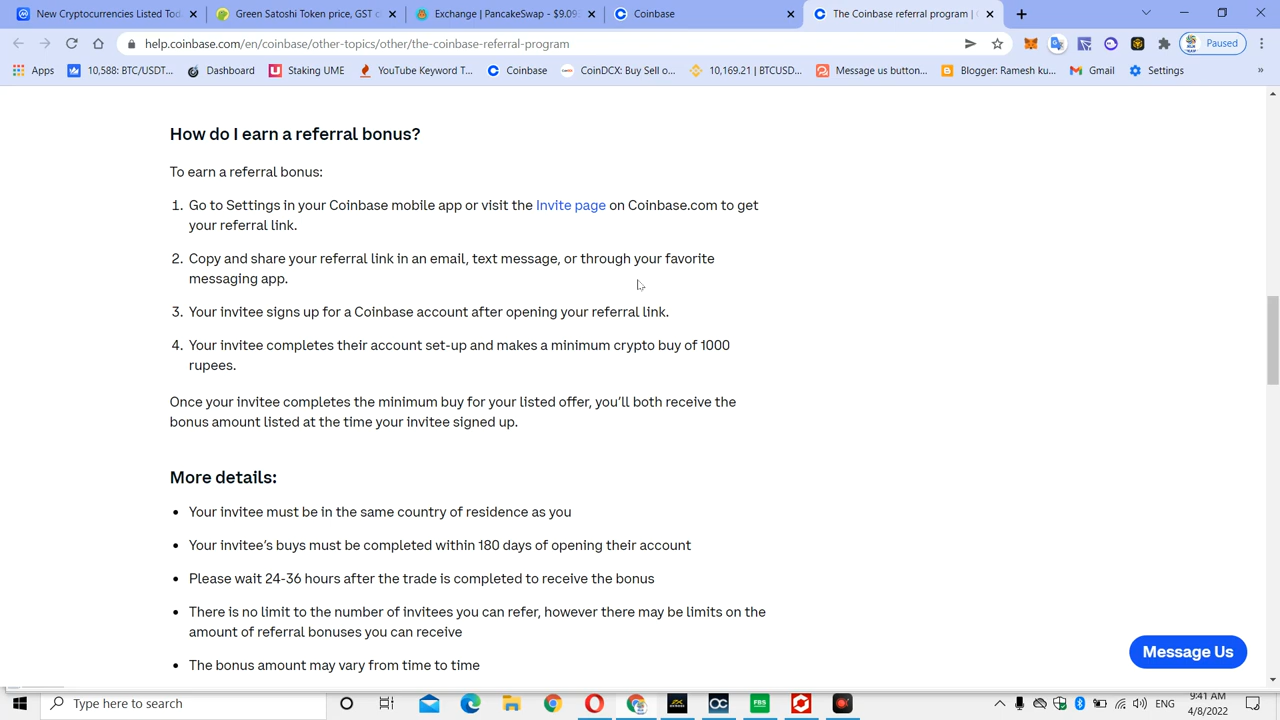 New Cryptocurrencies Listed Tod
Green Satoshi Token price, GST c
Exchange | PancakeSwap - $9.09
Coinbase
The Coinbase referral program |
help.coinbase.com/en/coinbase/other-topics/other/the-coinbase-referral-program
Paused
Apps
10,588 /USDT...
Dashboard
Staking UME
YouTube Keyword T...
Coinbase
CoinDCX: Buy Sell o...
10,169.21 | BTCUSD...
Message us button...
Blogger: Ramesh ku...
Gmail
Settings
How do I earn a referral bonus?
To earn a referral bonus:
1. Go to Settings in your Coinbase mobile app or visit the Invite page on Coinbase.com to get
your referral link.
2. Copy and share your referral link in an email, text message, or through your favorite
messaging app.
3. Your invitee signs up for a Coinbase account after opening your referral link.
4. Your invitee completes their account set-up and makes a minimum crypto buy of 1000
rupees.
Once your invitee completes the minimum buy for your listed offer, you'll both receive the
bonus amount listed at the time your invitee signed up.
More details:
• Your invitee must be in the same country of residence as you
• Your invitee's buys must be completed within 180 days of opening their account
• Please wait 24-36 hours after the trade is completed to receive the bonus
• There is no limit to the number of invitees you can refer, however there may be limits on the
amount of referral bonuses you can receive
• The bonus amount may vary from time to time
Message Us
Type here to search
FBS
ENG
9:41 AM
4/8/2022